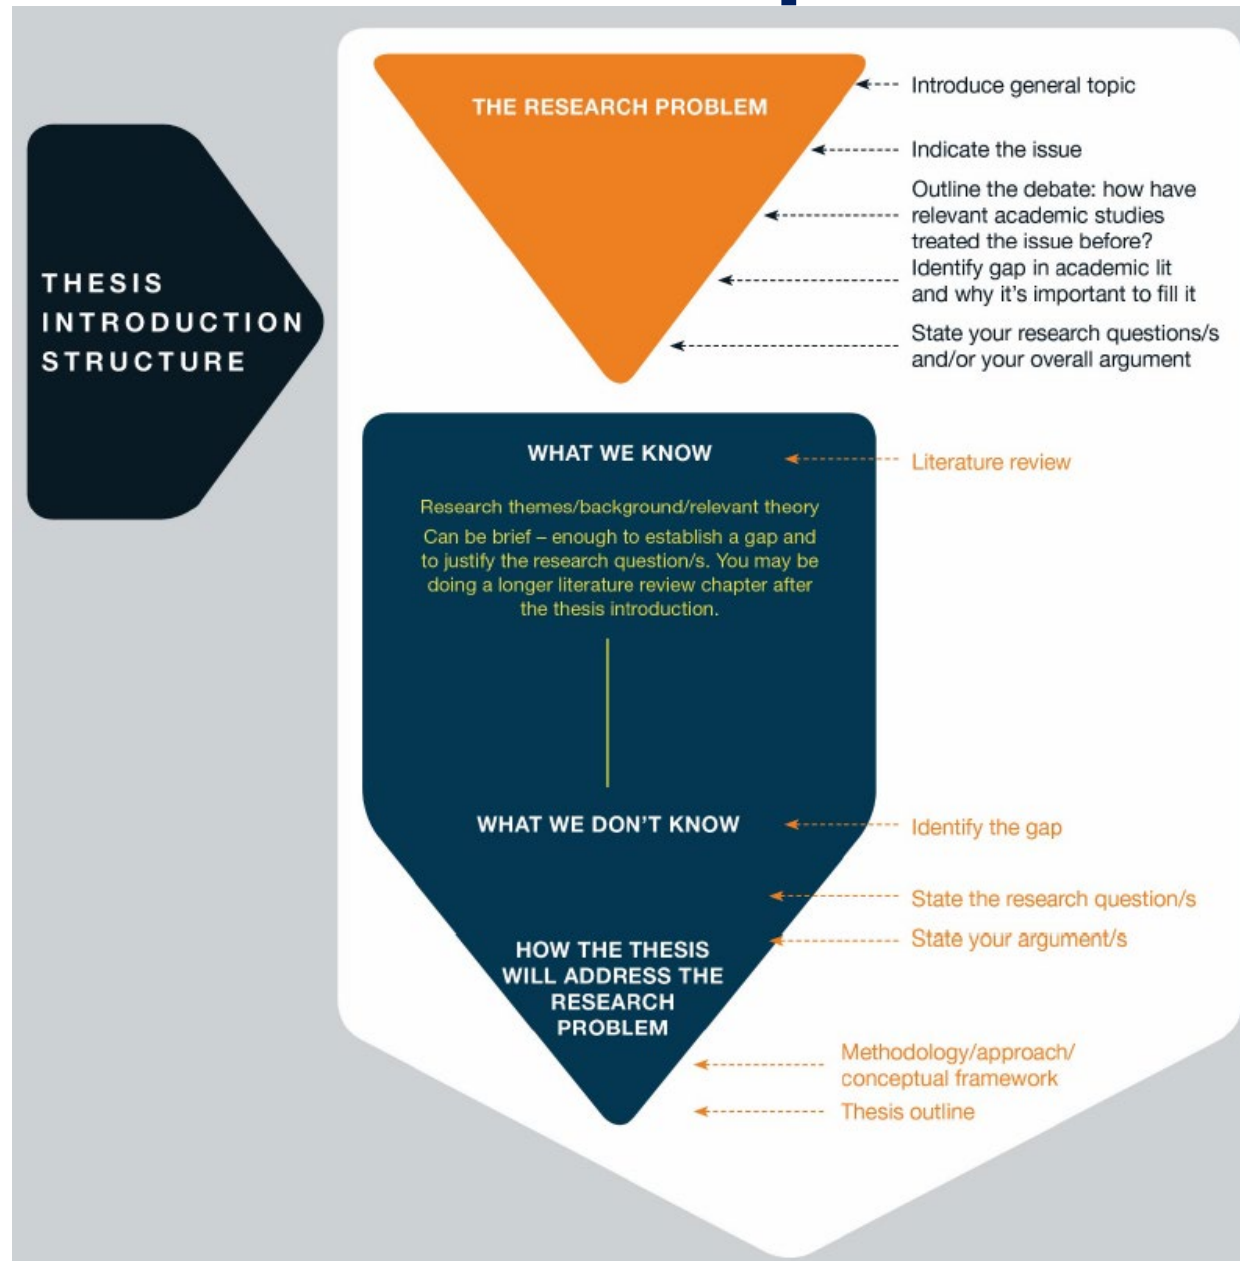 THESIS
INTRODUCTION
STRUCTURE
THE RESEARCH PROBLEM
Introduce general topic
Indicate the issue
Outline the debate: how have
relevant academic studies
treated the issue before?
Identify gap in academic lit
and why it's important to fill it
State your research questions/s
and/or your overall argument
WHAT WE KNOW
Literature review
Research themes/background/relevant theory
Can be brief – enough to establish a gap and
to justify the research question/s. You may be
doing a longer literature review chapter after
the thesis introduction.
WHAT WE DON'T KNOW
Identify the gap
State the research question/s
State your argument/s
HOW THE THESIS
WILL ADDRESS THE
RESEARCH
PROBLEM
Methodology/approach/
conceptual framework
Thesis outline